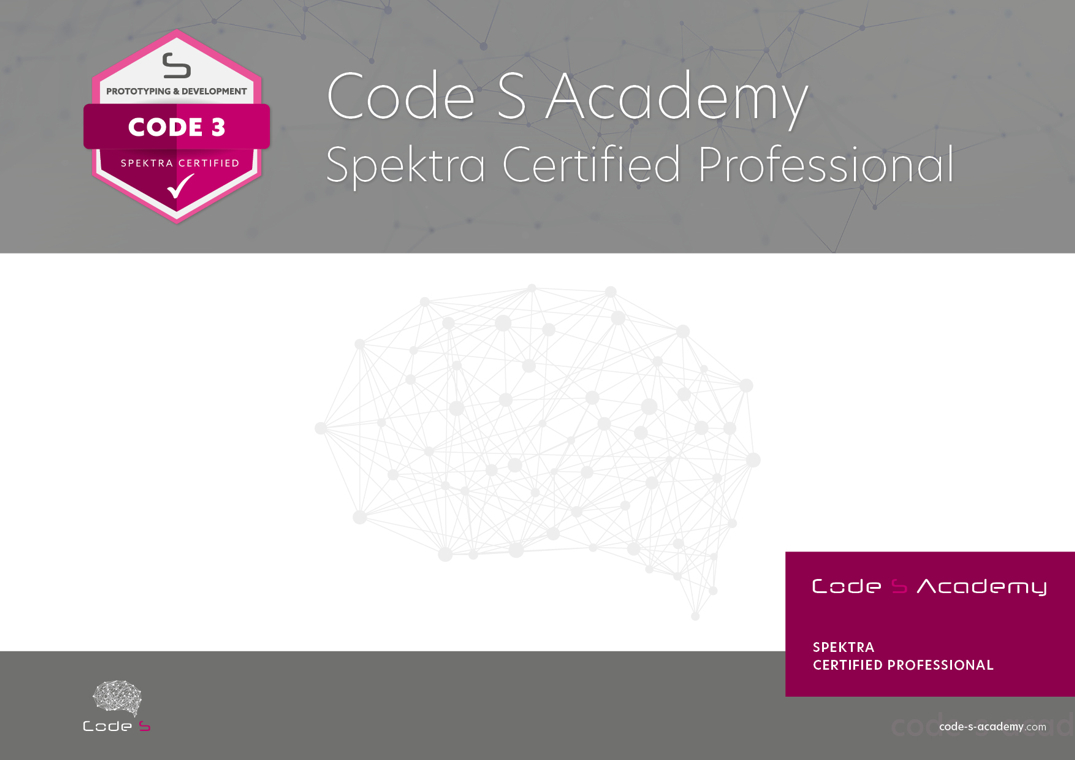 S
PROTOTYPING & DEVELOPMENT
CODE 3
SPEKTRA CERTIFIED
Code S Academy
Spektra Certified Professional
Code S Academy
SPEKTRA
CERTIFIED PROFESSIONAL
Code S
code-s-academy.com